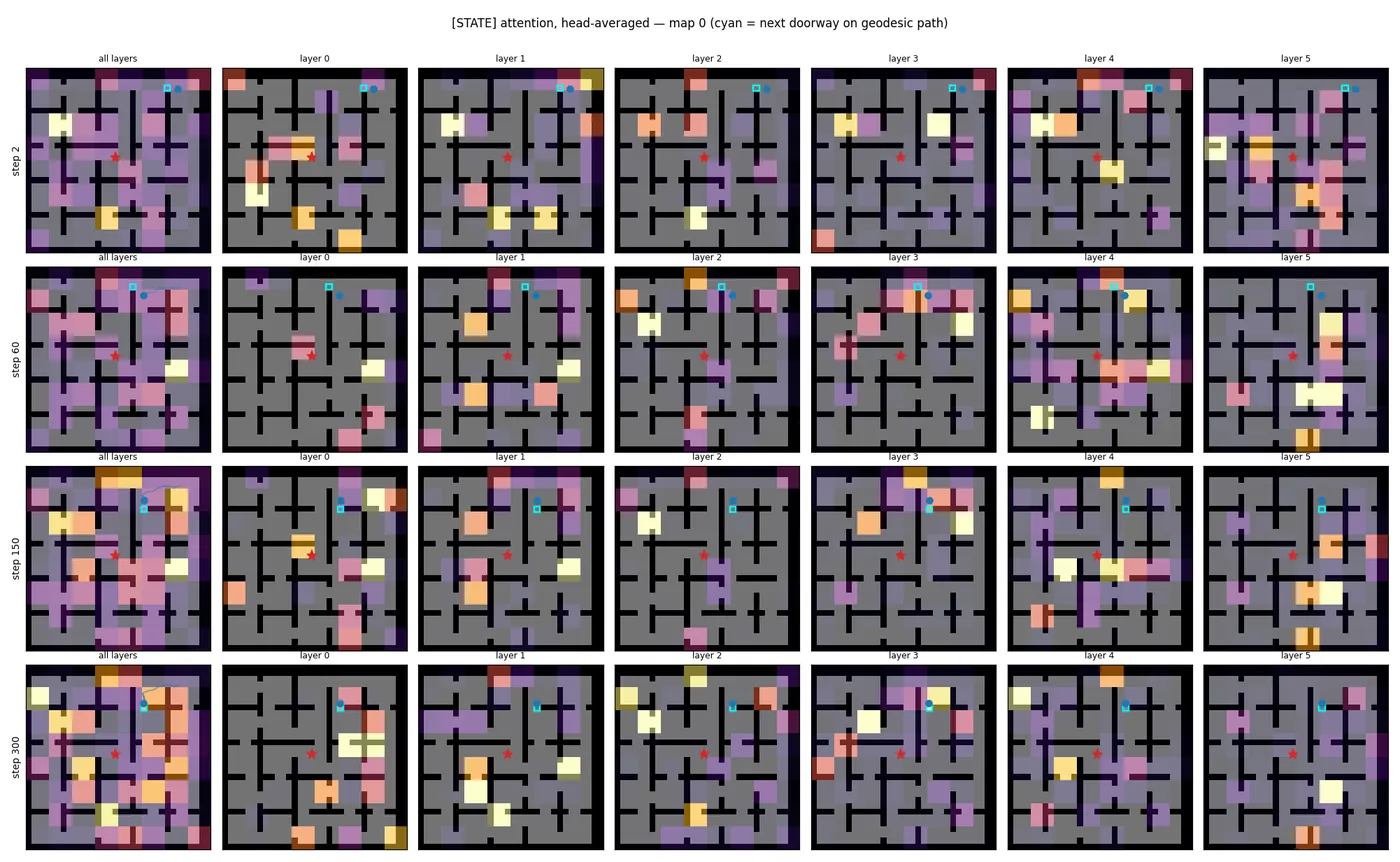 [STATE] attention, head-averaged — map 0 (cyan = next doorway on geodesic path)
all layers layer 0 layer 1 layer 2 layer 3 layer 4 layer 5
step 2
all layers layer 0 layer 1 layer 2 layer 3 layer 4 layer 5
step 60
all layers layer 0 layer 1 layer 2 layer 3 layer 4 layer 5
step 150
all layers layer 0 layer 1 layer 2 layer 3 layer 4 layer 5
step 300